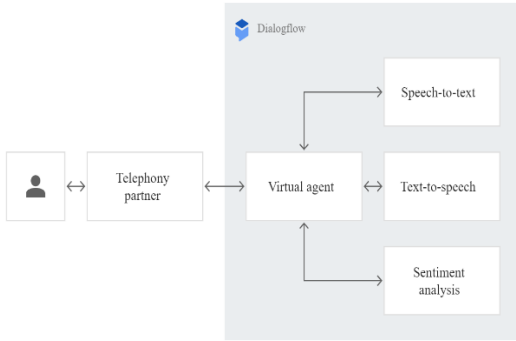 Dialogflow
Speech-to-text
Telephony
partner
Virtual agent
Text-to-speech
Sentiment
analysis